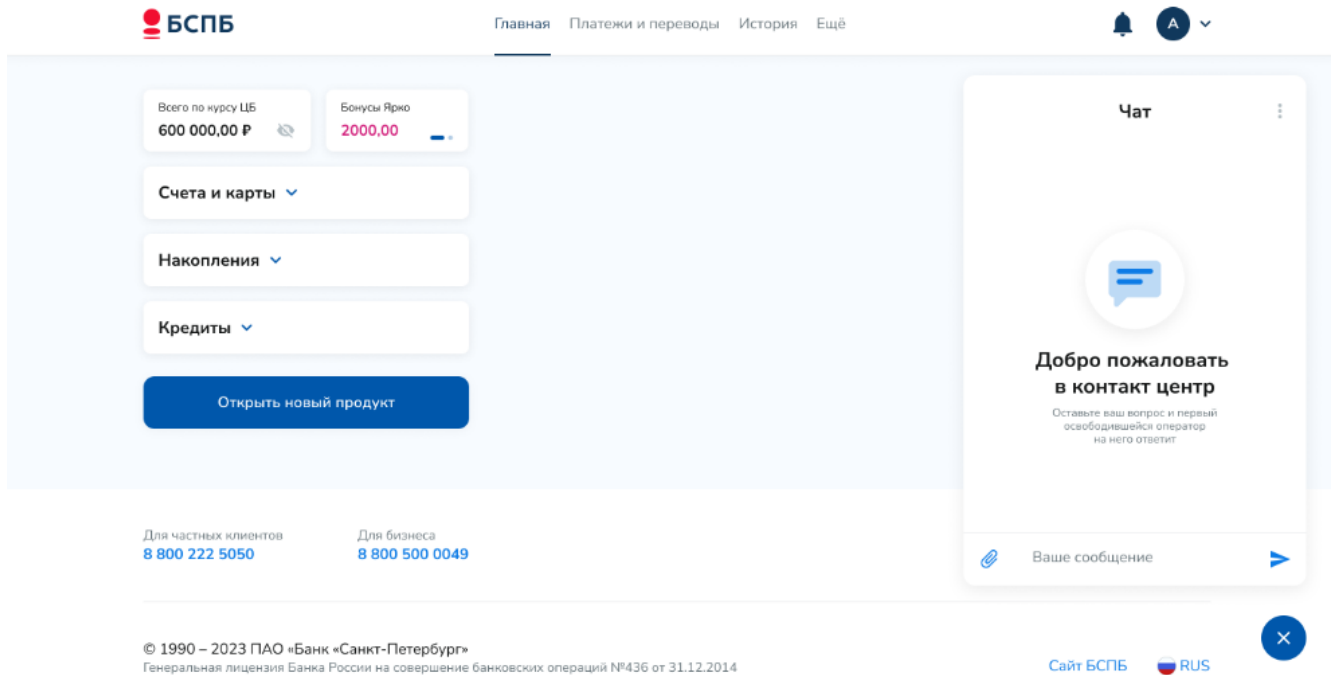 БСПБ
Главная Платежи и переводы История Ещё
А
Всего по курсу ЦБ
600 000,00 ₽
Бонусы Ярко
2000,00
Счета и карты
Накопления
Кредиты
Открыть новый продукт
Чат
Добро пожаловать
в контакт центр
Оставьте ваш вопрос и первый
освободившейся оператор
на него ответит
Ваше сообщение
Для частных клиентов
8 800 222 5050
Для бизнеса
8 800 500 0049
© 1990 – 2023 ПАО «Банк «Санкт-Петербург»
Генеральная лицензия Банка России на совершение банковских операций №436 от 31.12.2014
Сайт БСПБ
RUS